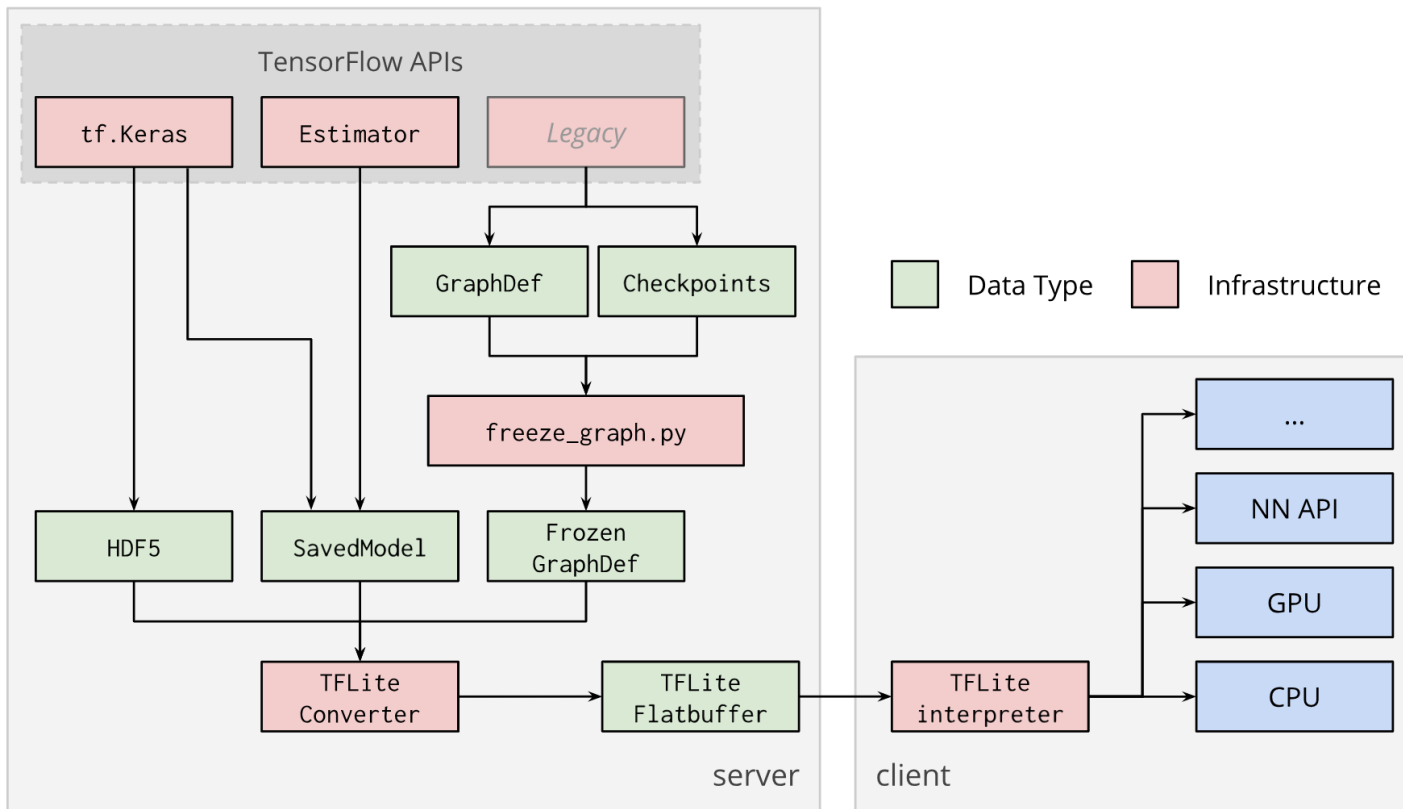 TensorFlow APIs
tf.Keras
Estimator
Legacy
GraphDef
Checkpoints
freeze_graph.py
HDF5
SavedModel
Frozen
GraphDef
TFLite
Converter
TFLite
Flatbuffer
server
Data Type
Infrastructure
...
NN API
GPU
CPU
TFLite
interpreter
client